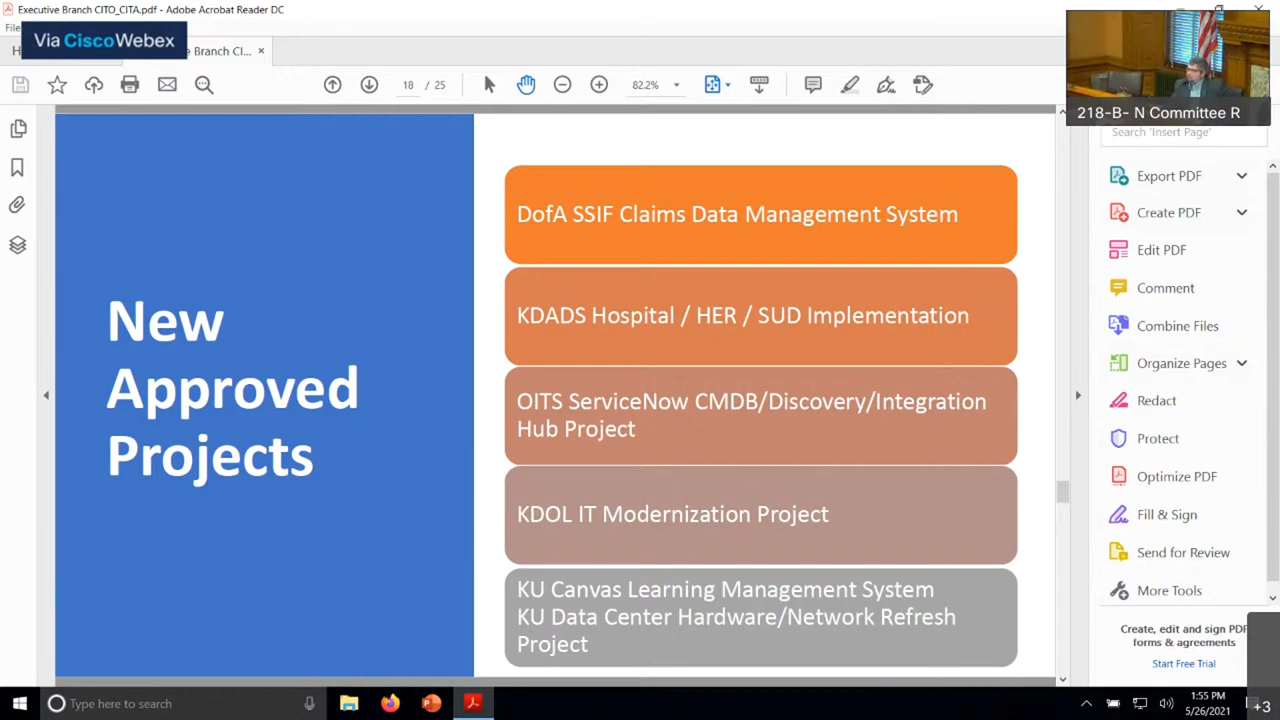 Executive Branch CITO_CITA.pdf - Adobe Acrobat Reader DC
Via CiscoWebex
e Branch CI...
18 / 25
82.2%
218-B- N Committee R
Search 'Insert Page'
New
Approved
Projects
DofA SSIF Claims Data Management System
KDADS Hospital / HER / SUD Implementation
OITS ServiceNow CMDB/Discovery/Integration
Hub Project
KDOL IT Modernization Project
KU Canvas Learning Management System
KU Data Center Hardware/Network Refresh
Project
Export PDF
Create PDF
Edit PDF
Comment
Combine Files
Organize Pages
Redact
Protect
Optimize PDF
Fill & Sign
Send for Review
More Tools
Create, edit and sign PDF
forms & agreements
Start Free Trial
Type here to search
1:55 PM
5/26/2021
+3